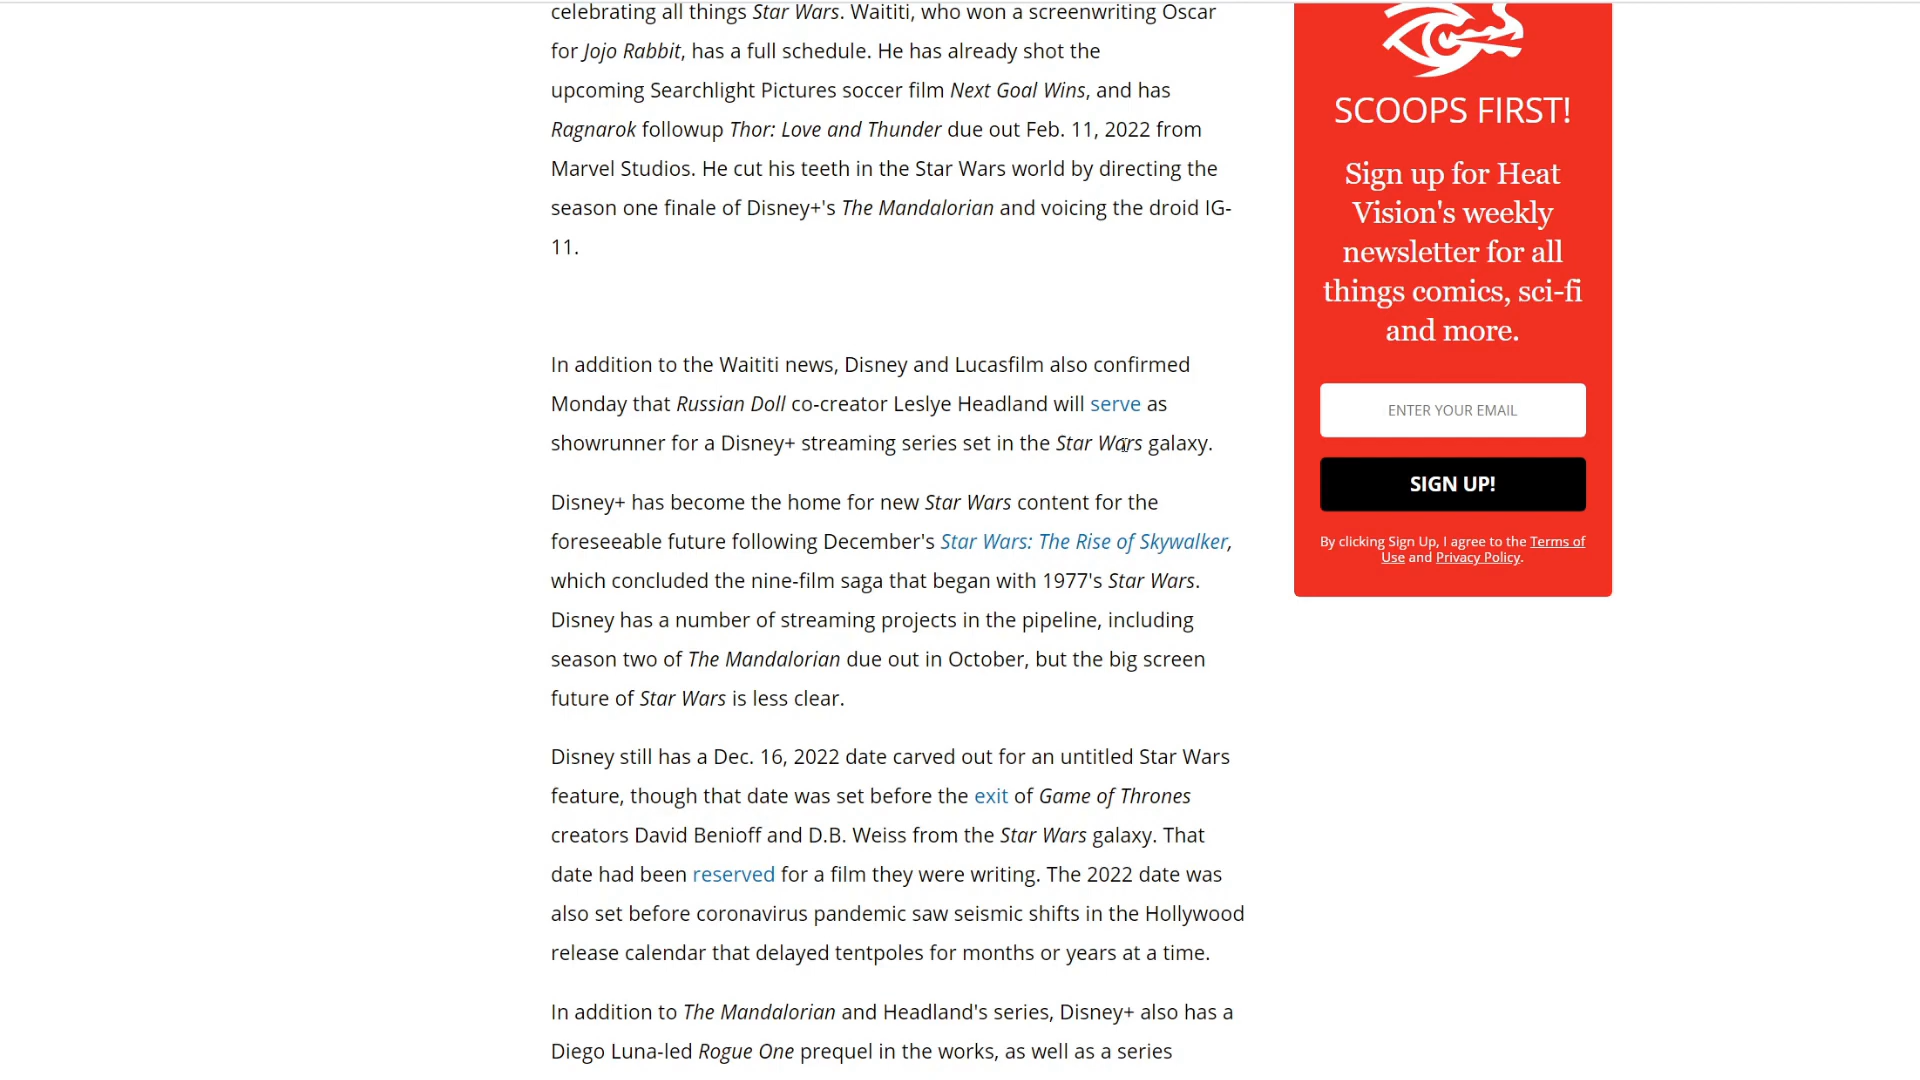 celebrating all things Star Wars. Waititi, who won a screenwriting Oscar
for Jojo Rabbit, has a full schedule. He has already shot the
upcoming Searchlight Pictures soccer film Next Goal Wins, and has
Ragnarok followup Thor: Love and Thunder due out Feb. 11, 2022 from
Marvel Studios. He cut his teeth in the Star Wars world by directing the
season one finale of Disney+'s The Mandalorian and voicing the droid IG-
11.
In addition to the Waititi news, Disney and Lucasfilm also confirmed
Monday that Russian Doll co-creator Leslye Headland will serve as
showrunner for a Disney+ streaming series set in the Star Wars galaxy.
Disney+ has become the home for new Star Wars content for the
foreseeable future following December's Star Wars: The Rise of Skywalker,
which concluded the nine-film saga that began with 1977's Star Wars.
Disney has a number of streaming projects in the pipeline, including
season two of The Mandalorian due out in October, but the big screen
future of Star Wars is less clear.
Disney still has a Dec. 16, 2022 date carved out for an untitled Star Wars
feature, though that date was set before the exit of Game of Thrones
creators David Benioff and D.B. Weiss from the Star Wars galaxy. That
date had been reserved for a film they were writing. The 2022 date was
also set before coronavirus pandemic saw seismic shifts in the Hollywood
release calendar that delayed tentpoles for months or years at a time.
In addition to The Mandalorian and Headland's series, Disney+ also has a
Diego Luna-led Rogue One prequel in the works, as well as a series
SCOOPS FIRST!
Sign up for Heat
Vision's weekly
newsletter for all
things comics, sci-fi
and more.
ENTER YOUR EMAIL
SIGN UP!
By clicking Sign Up, I agree to the Terms of
Use and Privacy Policy.